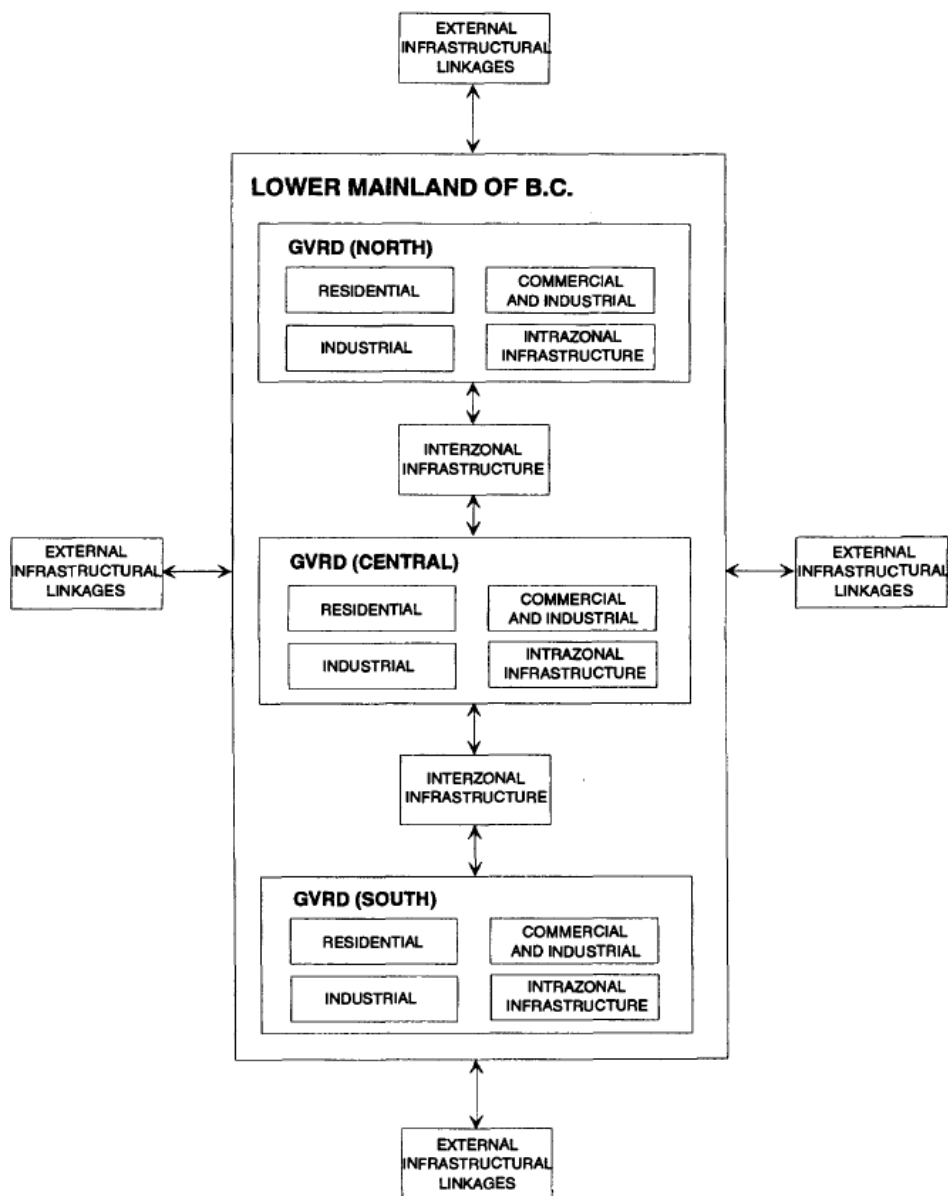 EXTERNAL
INFRASTRUCTURAL
LINKAGES
LOWER MAINLAND OF B.C.
GVRD (NORTH)
RESIDENTIAL
COMMERCIAL
AND INDUSTRIAL
INDUSTRIAL
INTRAZONAL
INFRASTRUCTURE
INTERZONAL
INFRASTRUCTURE
EXTERNAL
INFRASTRUCTURAL
LINKAGES
GVRD (CENTRAL)
RESIDENTIAL
COMMERCIAL
AND INDUSTRIAL
INDUSTRIAL
INTRAZONAL
INFRASTRUCTURE
EXTERNAL
INFRASTRUCTURAL
LINKAGES
INTERZONAL
INFRASTRUCTURE
GVRD (SOUTH)
RESIDENTIAL
COMMERCIAL
AND INDUSTRIAL
INDUSTRIAL
INTRAZONAL
INFRASTRUCTURE
EXTERNAL
INFRASTRUCTURAL
LINKAGES